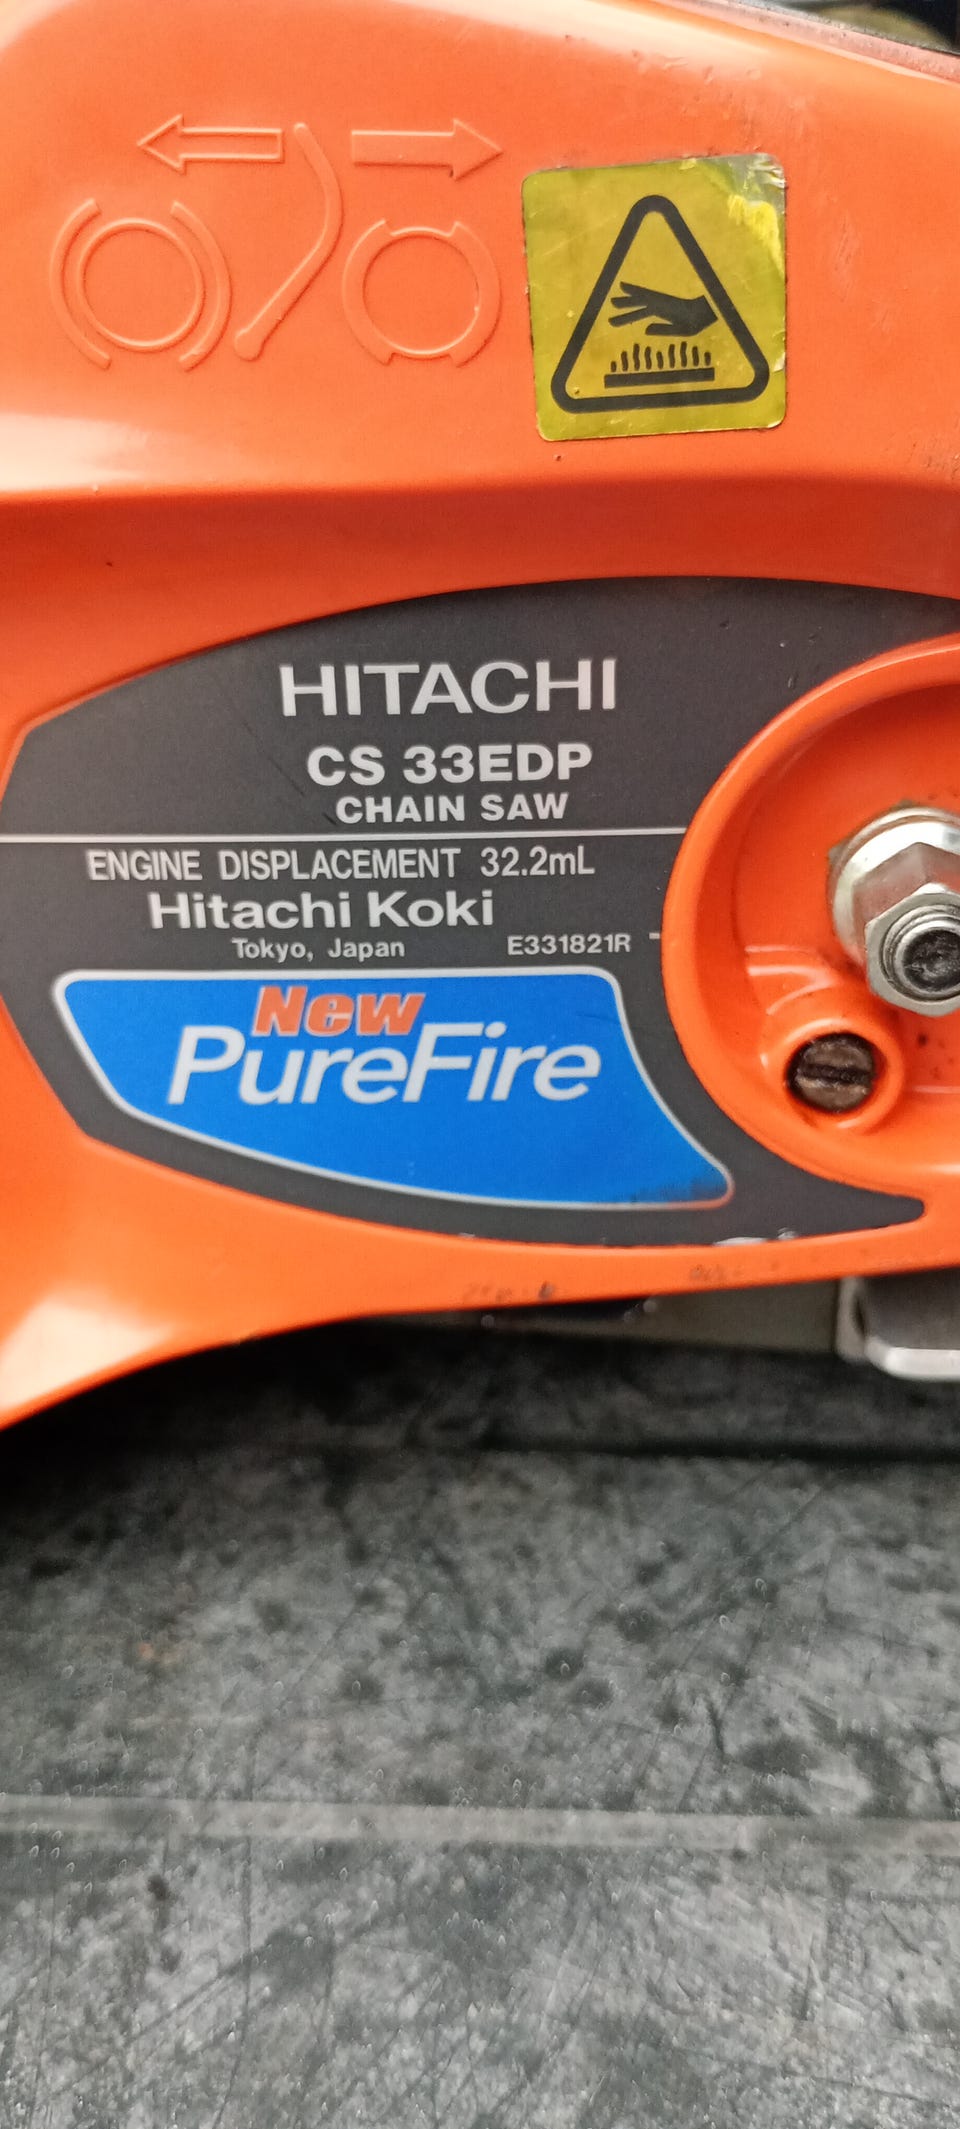 HITACHI
CS 33EDP
CHAIN SAW
ENGINE DISPLACEMENT 32.2mL
Hitachi Koki
Tokyo, Japan E331821R
New
PureFire